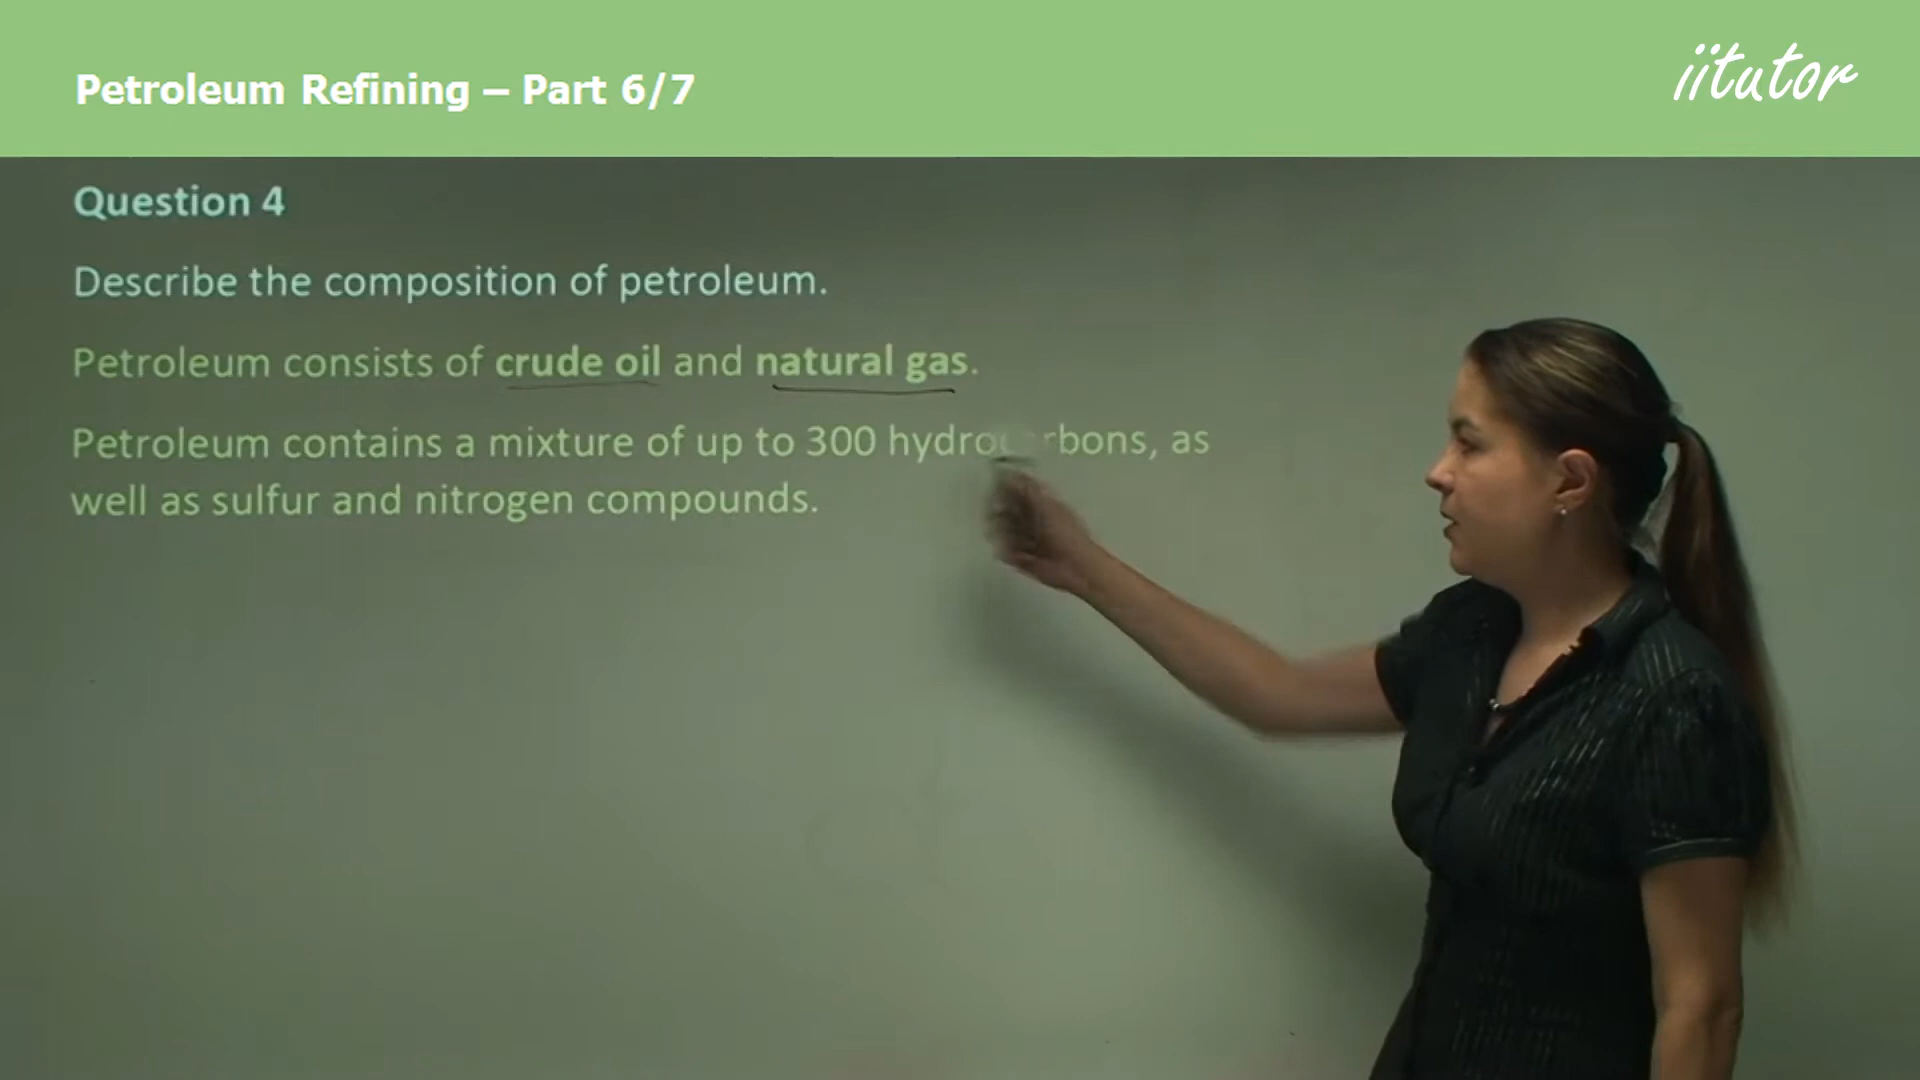 Petroleum Refining – Part 6/7
iitutor
Question 4
Describe the composition of petroleum.
Petroleum consists of crude oil and natural gas.
Petroleum contains a mixture of up to 300 hydrocarbons, as
well as sulfur and nitrogen compounds.